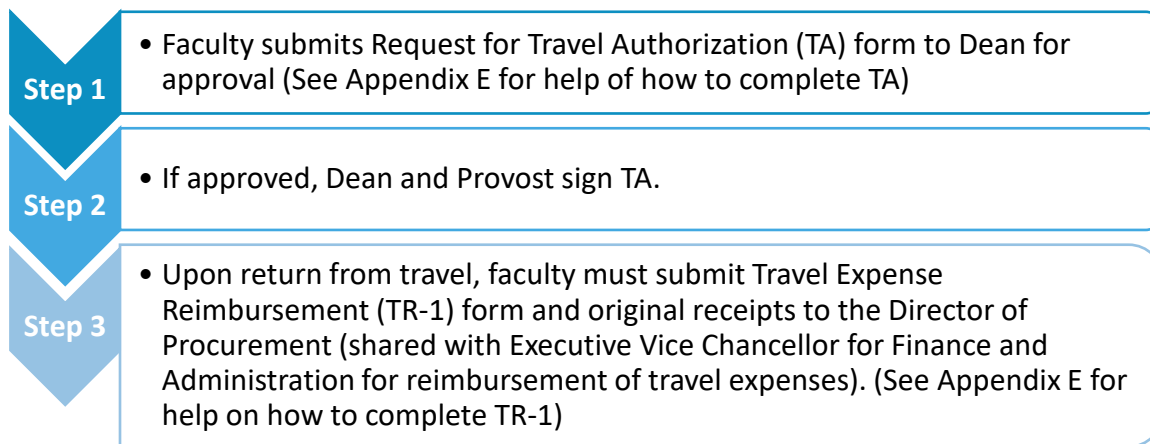 Step 1
• Faculty submits Request for Travel Authorization (TA) form to Dean for
approval (See Appendix E for help of how to complete TA)
Step 2
• If approved, Dean and Provost sign TA.
Step 3
• Upon return from travel, faculty must submit Travel Expense
Reimbursement (TR-1) form and original receipts to the Director of
Procurement (shared with Executive Vice Chancellor for Finance and
Administration for reimbursement of travel expenses). (See Appendix E for
help on how to complete TR-1)